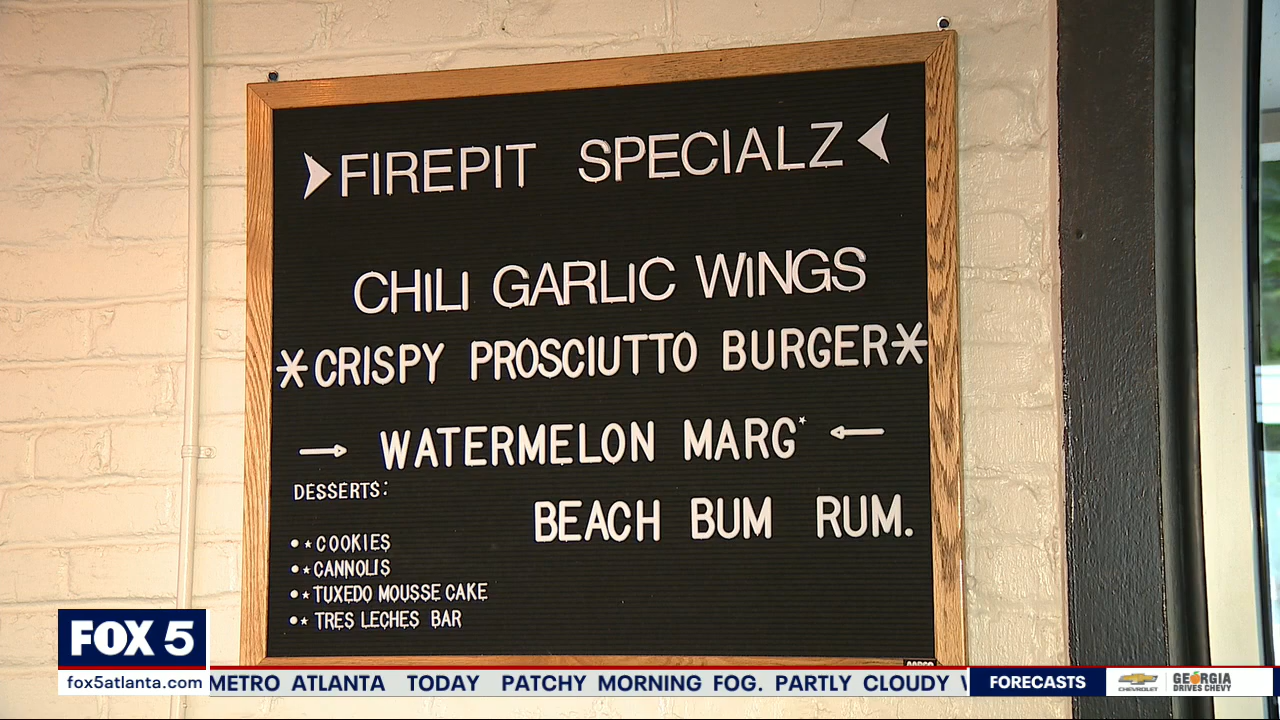 FIREPIT SPECIALZ
CHILI GARLIC WINGS
*CRISPY PROSCIUTTO BURGER*
→ WATERMELON MARG* ←
BEACH BUM RUM.
DESSERTS:
• * COOKIES
• * CANNOLIS
• * TUXEDO MOUSSE CAKE
• * TRES LECHES BAR
AARCO
FOX 5
fox5atlanta.com
METRO ATLANTA TODAY PATCHY MORNING FOG. PARTLY CLOUDY
FORECASTS
CHEVROLET
GEORGIA
DRIVES CHEVY